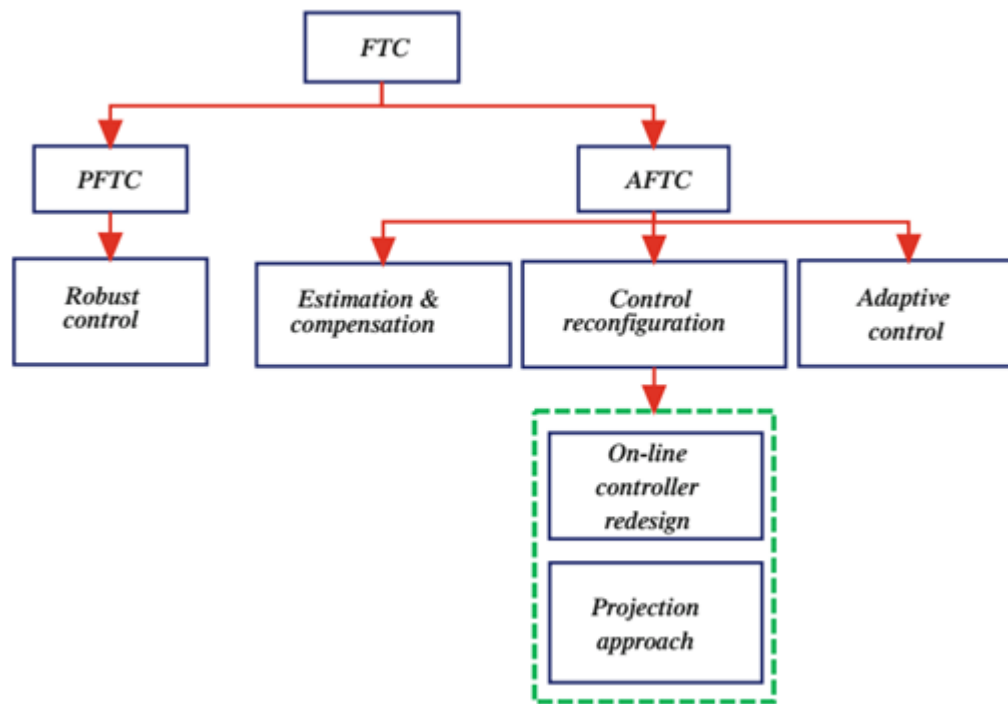 FTC
PFTC
AFTC
Robust
control
Estimation &
compensation
Control
reconfiguration
Adaptive
control
On-line
controller
redesign
Projection
approach